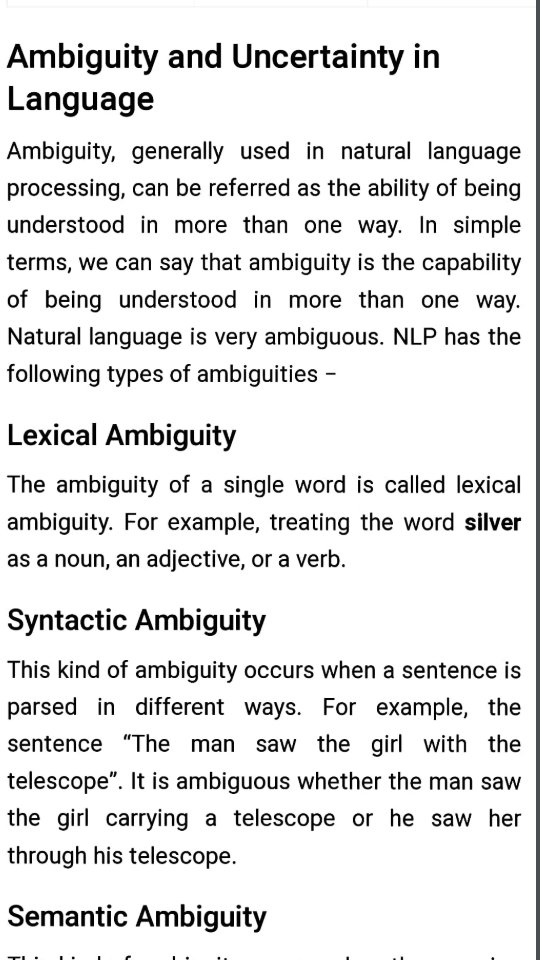 Ambiguity and Uncertainty in
Language
Ambiguity, generally used in natural language
processing, can be referred as the ability of being
understood in more than one way. In simple
terms, we can say that ambiguity is the capability
of being understood in more than one way.
Natural language is very ambiguous. NLP has the
following types of ambiguities −
Lexical Ambiguity
The ambiguity of a single word is called lexical
ambiguity. For example, treating the word silver
as a noun, an adjective, or a verb.
Syntactic Ambiguity
This kind of ambiguity occurs when a sentence is
parsed in different ways. For example, the
sentence “The man saw the girl with the
telescope”. It is ambiguous whether the man saw
the girl carrying a telescope or he saw her
through his telescope.
Semantic Ambiguity